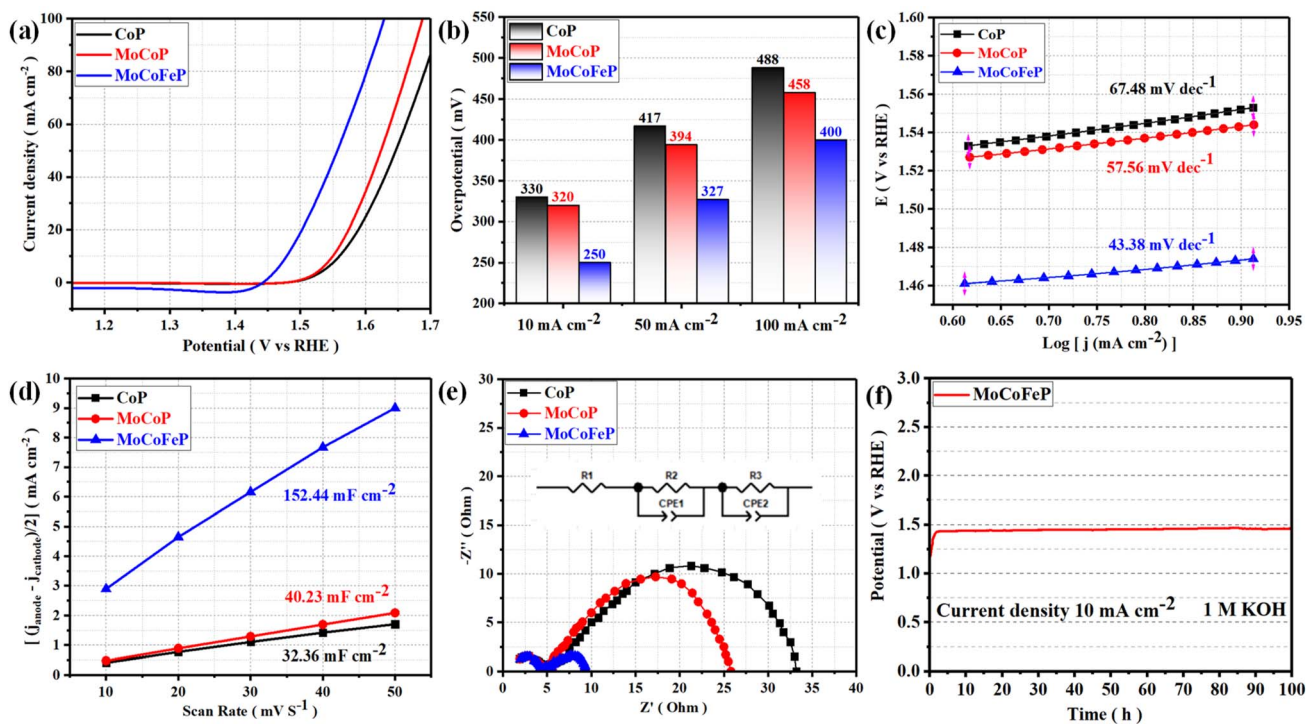 (a)
CoP
MoCoP
MoCoFeP
Current density ( mA cm⁻² )
100
80
60
40
20
0
1.2 1.3 1.4 1.5 1.6 1.7
Potential ( V vs RHE )
(b)
CoP
MoCoP
MoCoFeP
Overpotential ( mV )
550
500
450
400
350
300
250
200
330 320 250
417 394 327
488 458 400
10 mA cm⁻² 50 mA cm⁻² 100 mA cm⁻²
(c)
CoP
MoCoP
MoCoFeP
E ( V vs RHE )
1.60
1.58
1.56
1.54
1.52
1.50
1.48
1.46
67.48 mV dec⁻¹
57.56 mV dec⁻¹
43.38 mV dec⁻¹
0.60 0.65 0.70 0.75 0.80 0.85 0.90 0.95
Log [ j (mA cm⁻²) ]
(d)
CoP
MoCoP
MoCoFeP
[ (j_anode - j_cathode)/2] ( mA cm⁻² )
10
9
8
7
6
5
4
3
2
1
0
152.44 mF cm⁻²
40.23 mF cm⁻²
32.36 mF cm⁻²
10 20 30 40 50
Scan Rate ( mV S⁻¹ )
(e)
CoP
MoCoP
MoCoFeP
-Z'' ( Ohm )
30
25
20
15
10
5
0
R1 R2 R3
CPE1 CPE2
0 5 10 15 20 25 30 35 40
Z' ( Ohm )
(f)
MoCoFeP
Potential ( V vs RHE )
3.0
2.5
2.0
1.5
1.0
0.5
0.0
Current density 10 mA cm⁻² 1 M KOH
0 10 20 30 40 50 60 70 80 90 100
Time ( h )